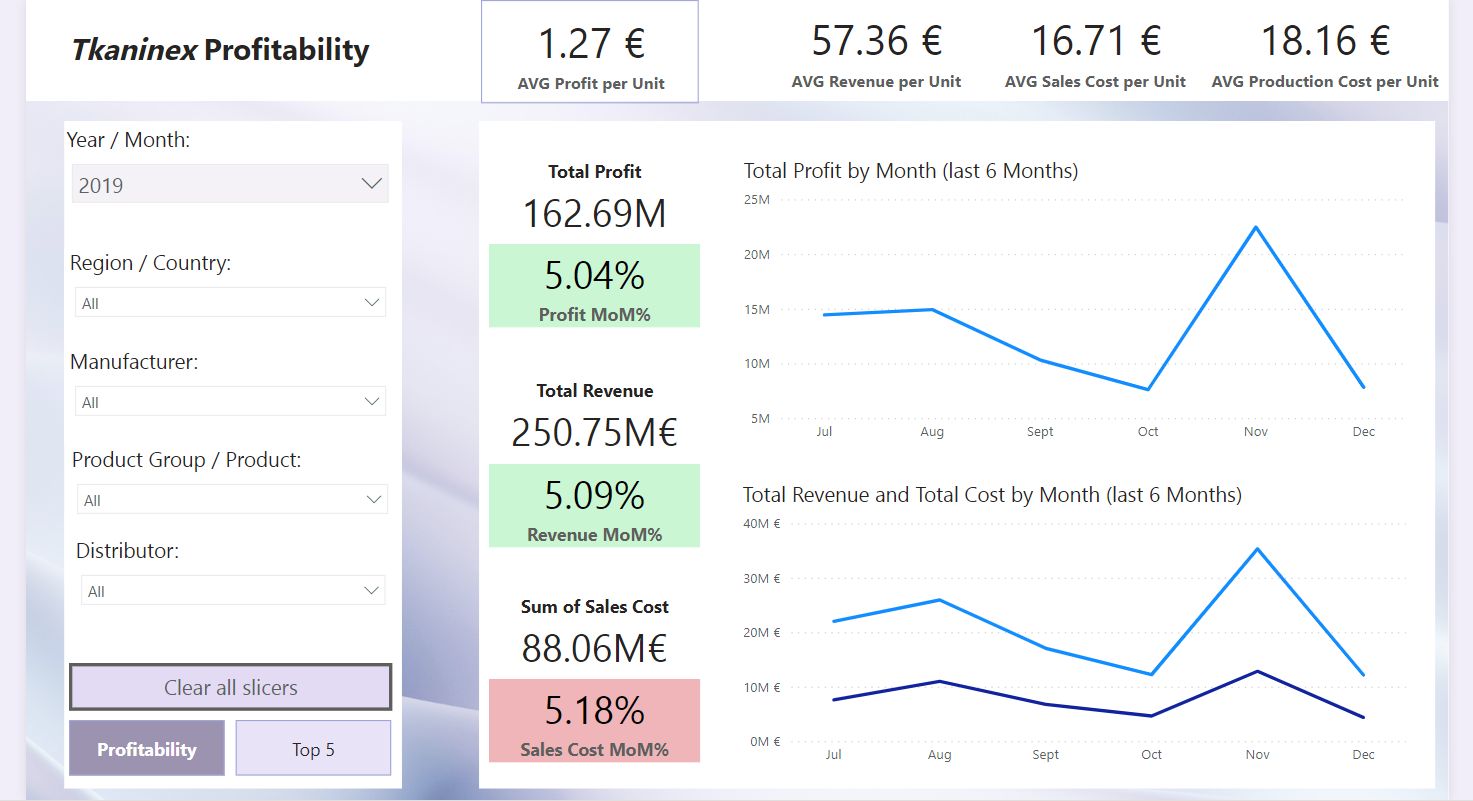 Tkaninex Profitability
1.27 €
AVG Profit per Unit
57.36 €
AVG Revenue per Unit
16.71 €
AVG Sales Cost per Unit
18.16 €
AVG Production Cost per Unit
Year / Month:
2019
Region / Country:
All
Manufacturer:
All
Product Group / Product:
All
Distributor:
All
Clear all slicers
Profitability
Top 5
Total Profit
162.69M
5.04%
Profit MoM%
Total Revenue
250.75M€
5.09%
Revenue MoM%
Sum of Sales Cost
88.06M€
5.18%
Sales Cost MoM%
Total Profit by Month (last 6 Months)
25M
20M
15M
10M
5M
Jul Aug Sept Oct Nov Dec
Total Revenue and Total Cost by Month (last 6 Months)
40M €
30M €
20M €
10M €
0M €
Jul Aug Sept Oct Nov Dec